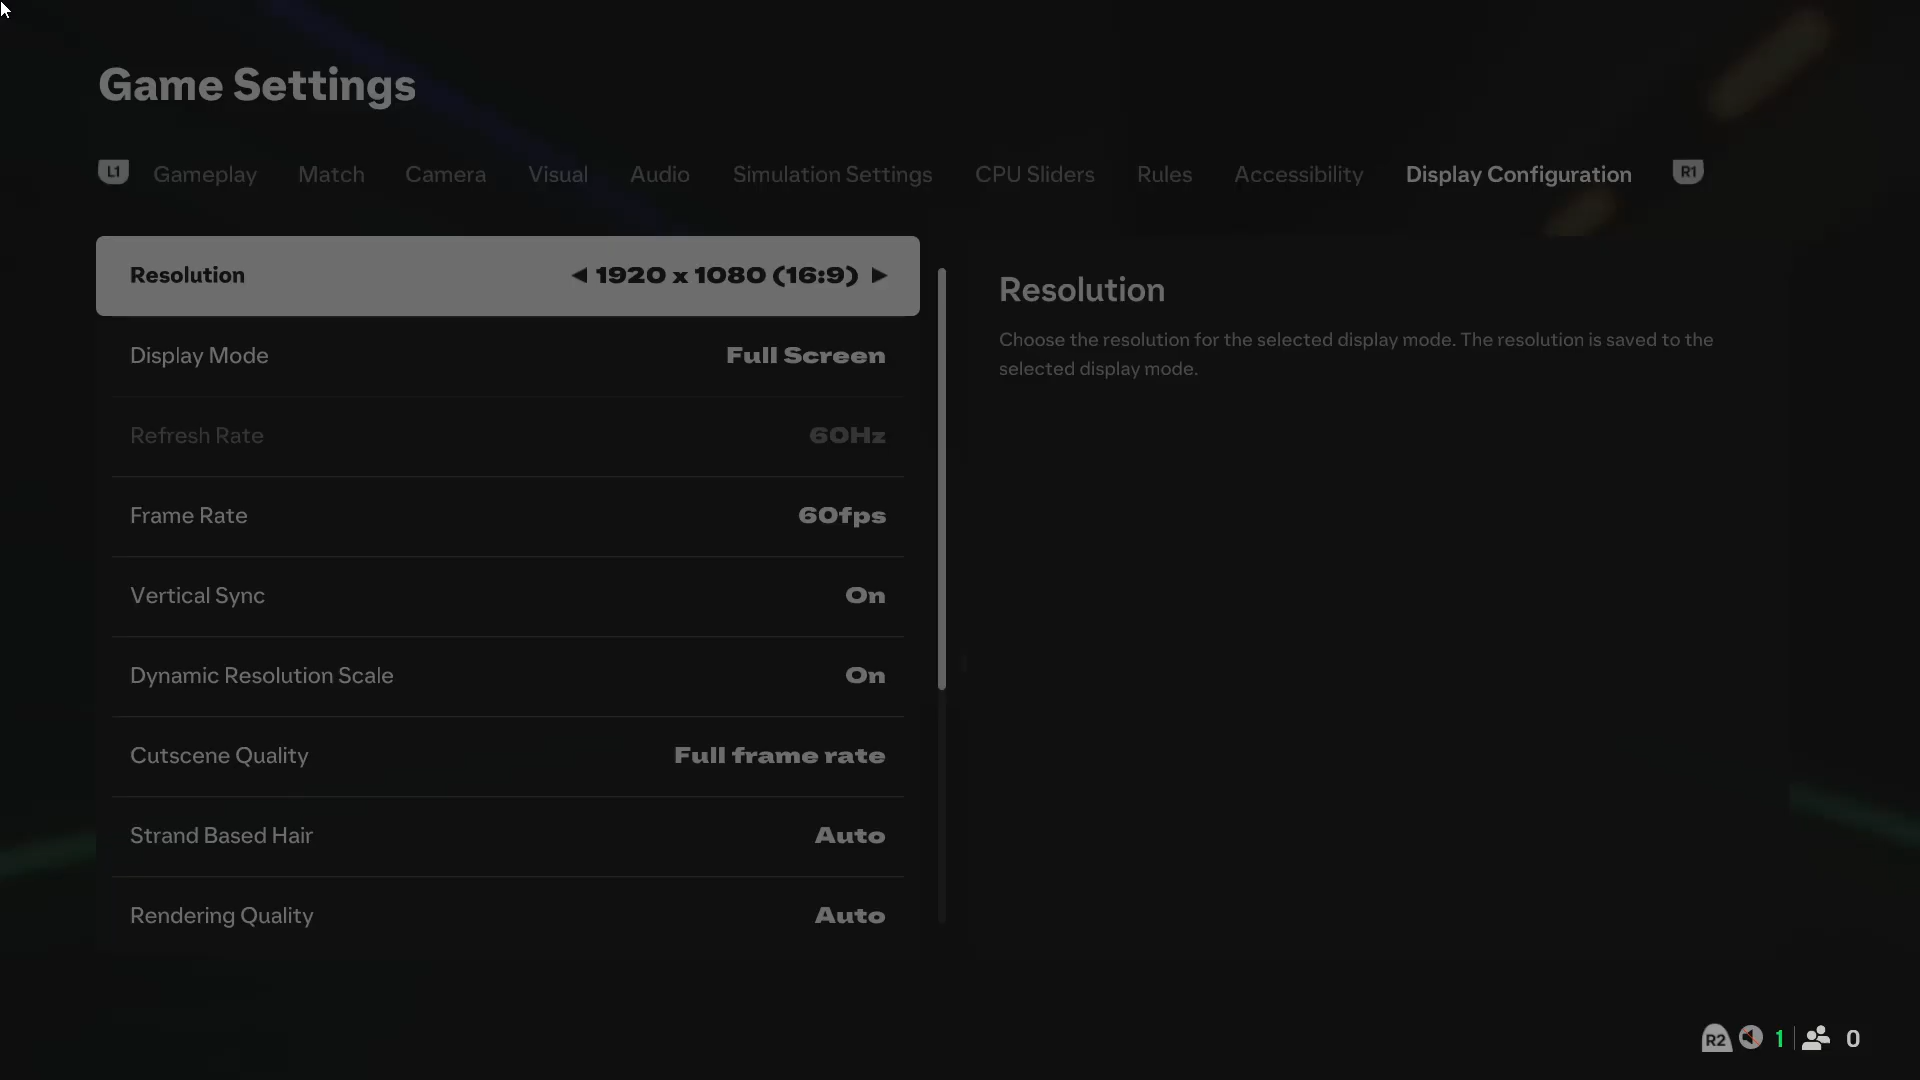 Game Settings
L1 Gameplay Match Camera Visual Audio Simulation Settings CPU Sliders Rules Accessibility Display Configuration R1
Resolution 1920 x 1080 (16:9)
Display Mode Full Screen
Refresh Rate 60Hz
Frame Rate 60fps
Vertical Sync On
Dynamic Resolution Scale On
Cutscene Quality Full frame rate
Strand Based Hair Auto
Rendering Quality Auto
Resolution
Choose the resolution for the selected display mode. The resolution is saved to the
selected display mode.
R2 1 0